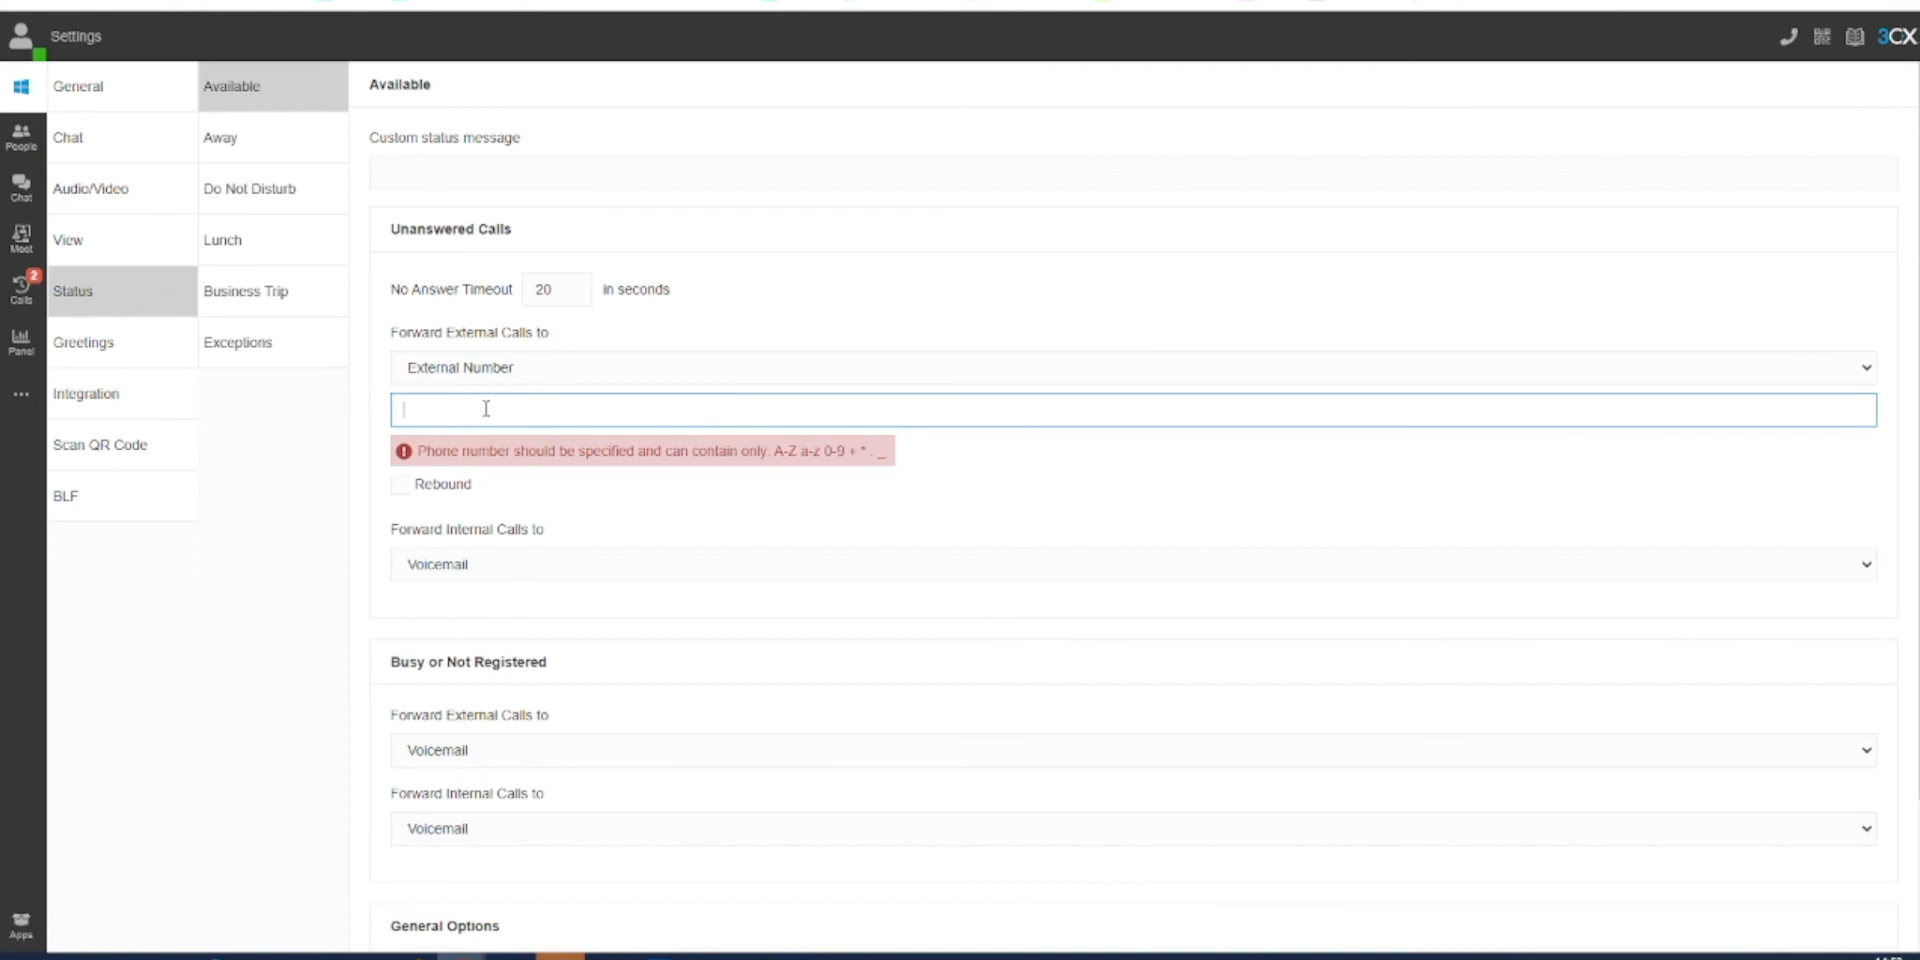 Settings
3CX
General
Chat
Audio/Video
View
Status
Greetings
Integration
Scan QR Code
BLF
Available
Away
Do Not Disturb
Lunch
Business Trip
Exceptions
People
Chat
Meet
2
Calls
Panel
Apps
Available
Custom status message
Unanswered Calls
No Answer Timeout 20 in seconds
Forward External Calls to
External Number
Phone number should be specified and can contain only: A-Z a-z 0-9 + * . _
Rebound
Forward Internal Calls to
Voicemail
Busy or Not Registered
Forward External Calls to
Voicemail
Forward Internal Calls to
Voicemail
General Options